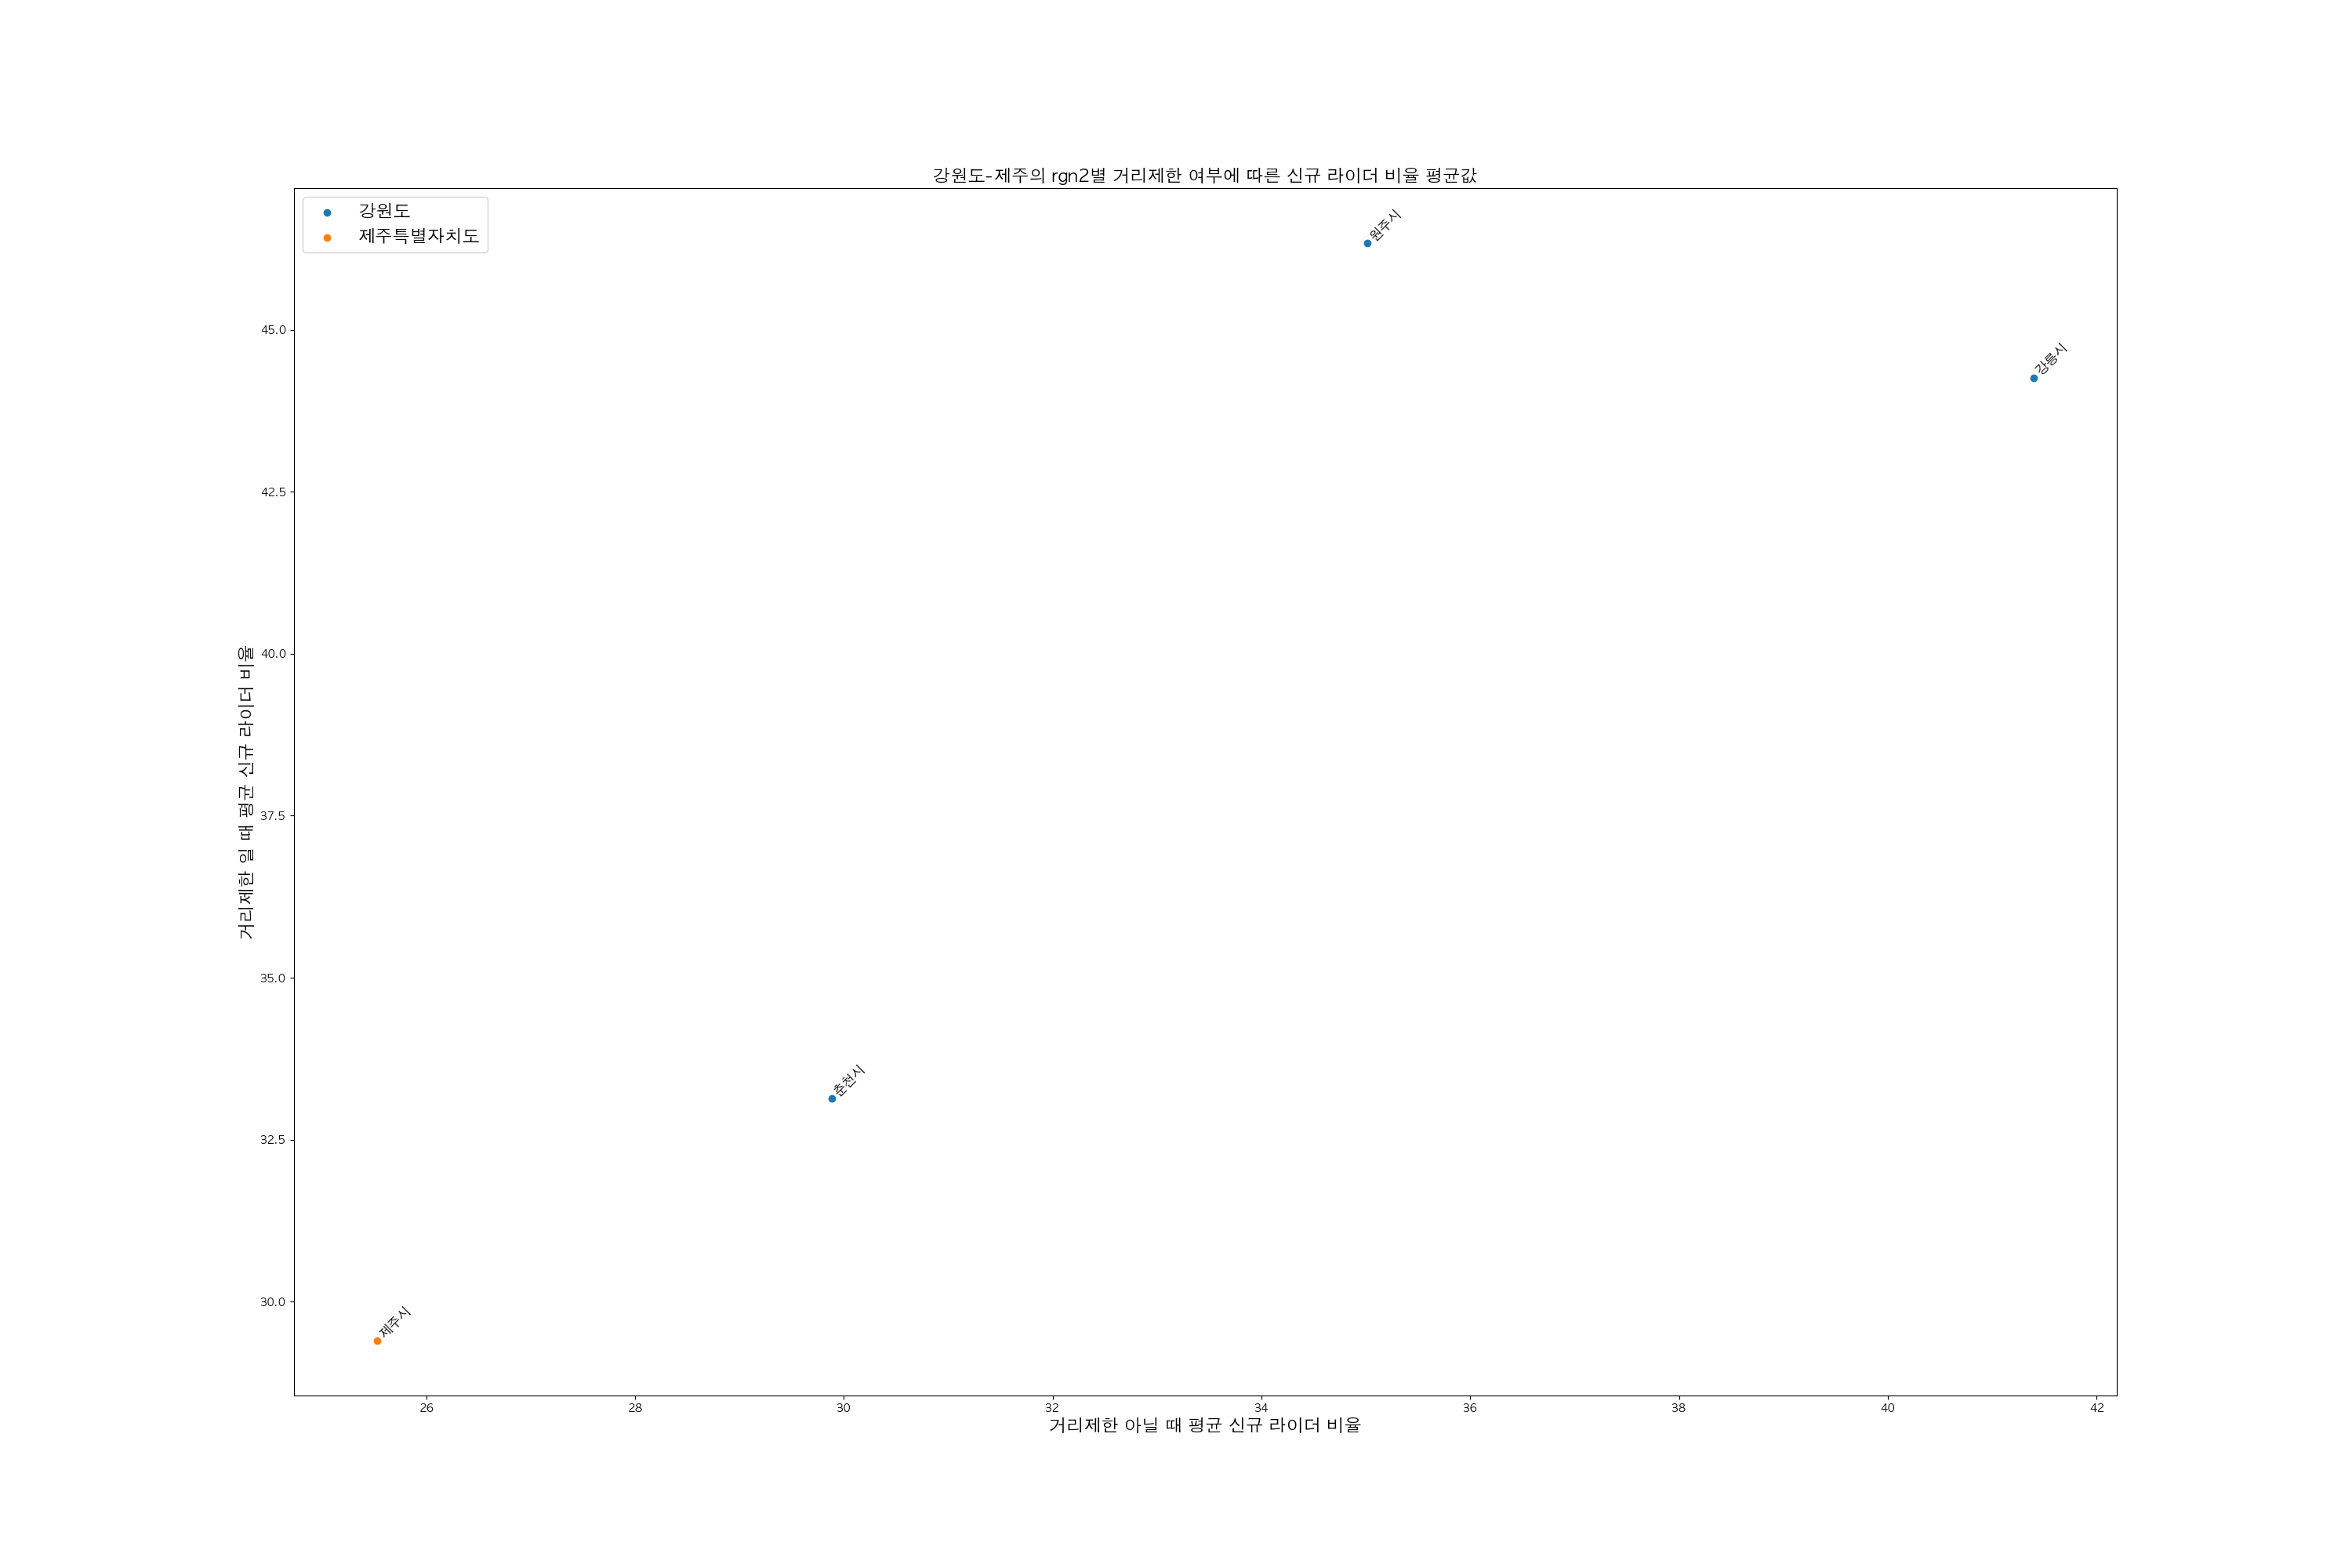 강원도-제주의 rgn2별 거리제한 여부에 따른 신규 라이더 비율 평균값
강원도
제주특별자치도
원주시
강릉시
춘천시
제주시
거리제한 일 때 평균 신규 라이더 비율
45.0
42.5
40.0
37.5
35.0
32.5
30.0
26 28 30 32 34 36 38 40 42
거리제한 아닐 때 평균 신규 라이더 비율